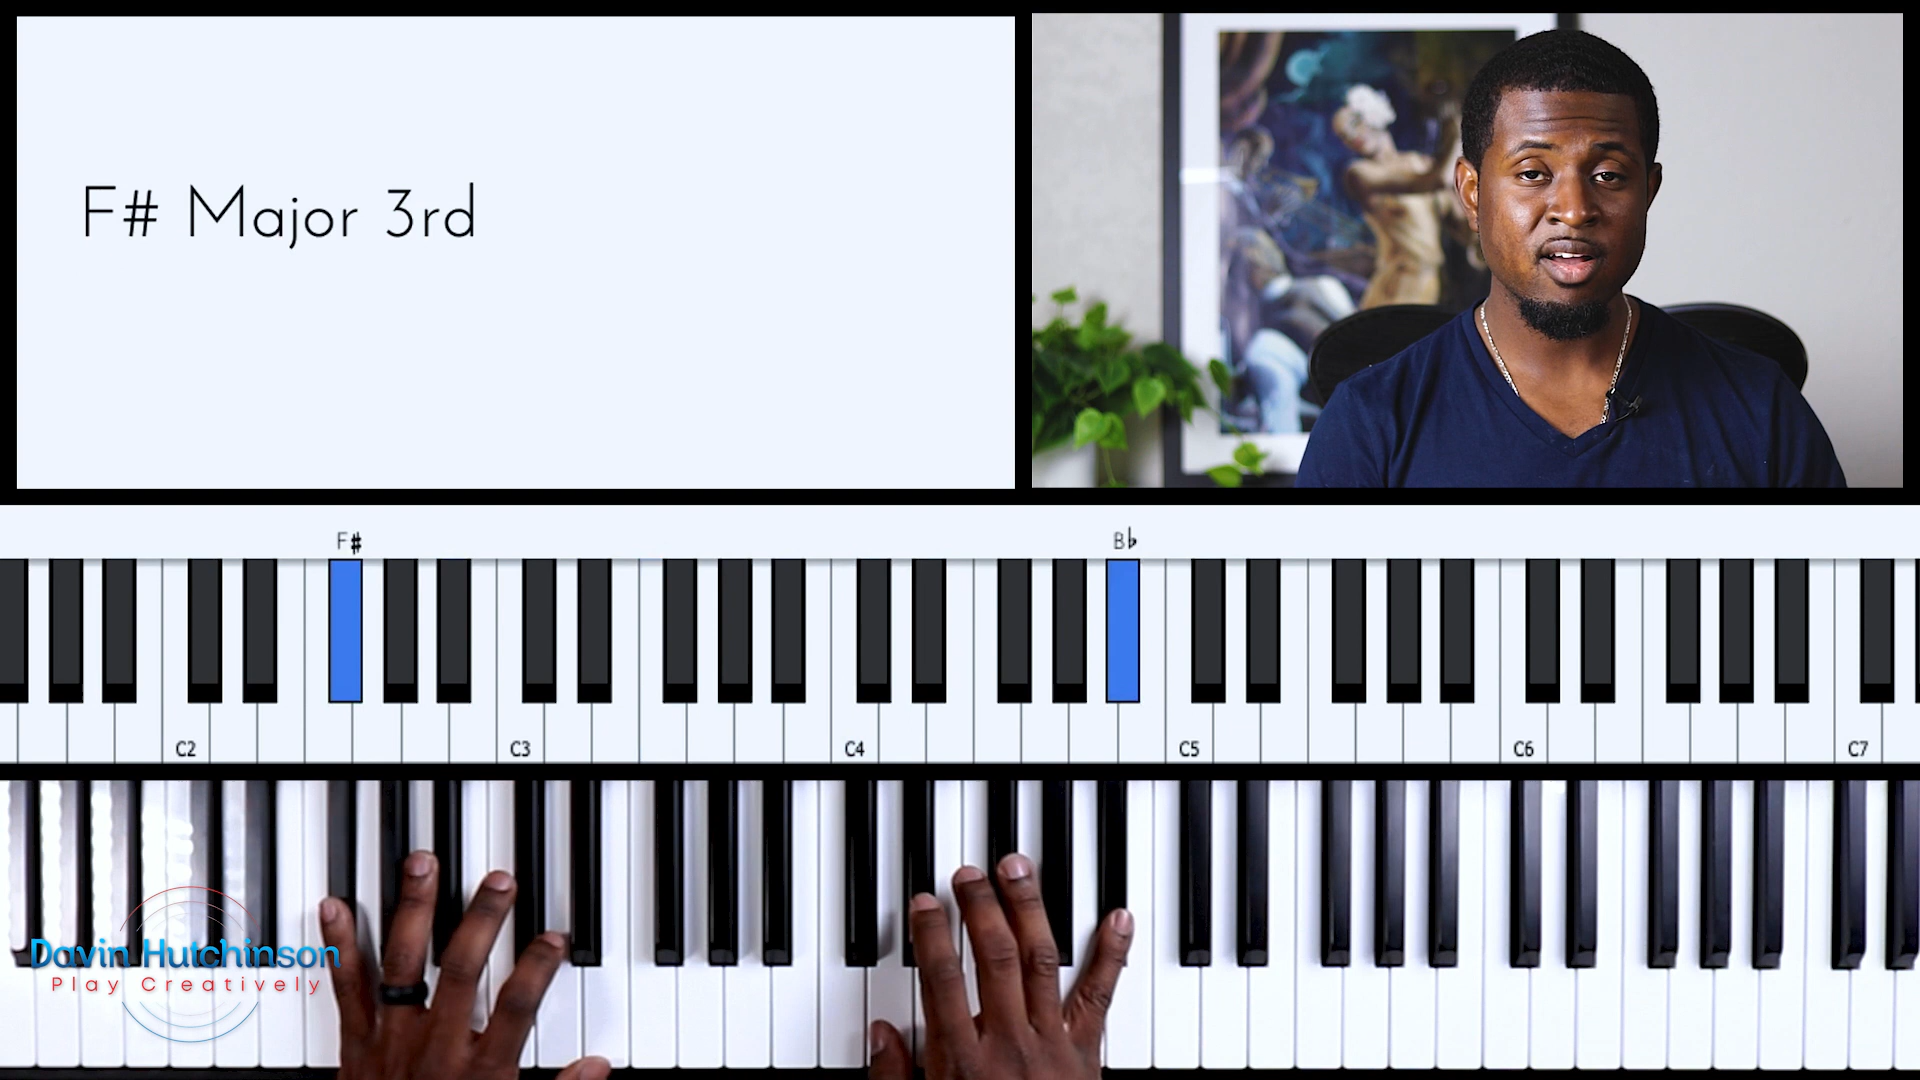 F# Major 3rd
F# B♭
C2 C3 C4 C5 C6 C7
Davin Hutchinson
Play Creatively